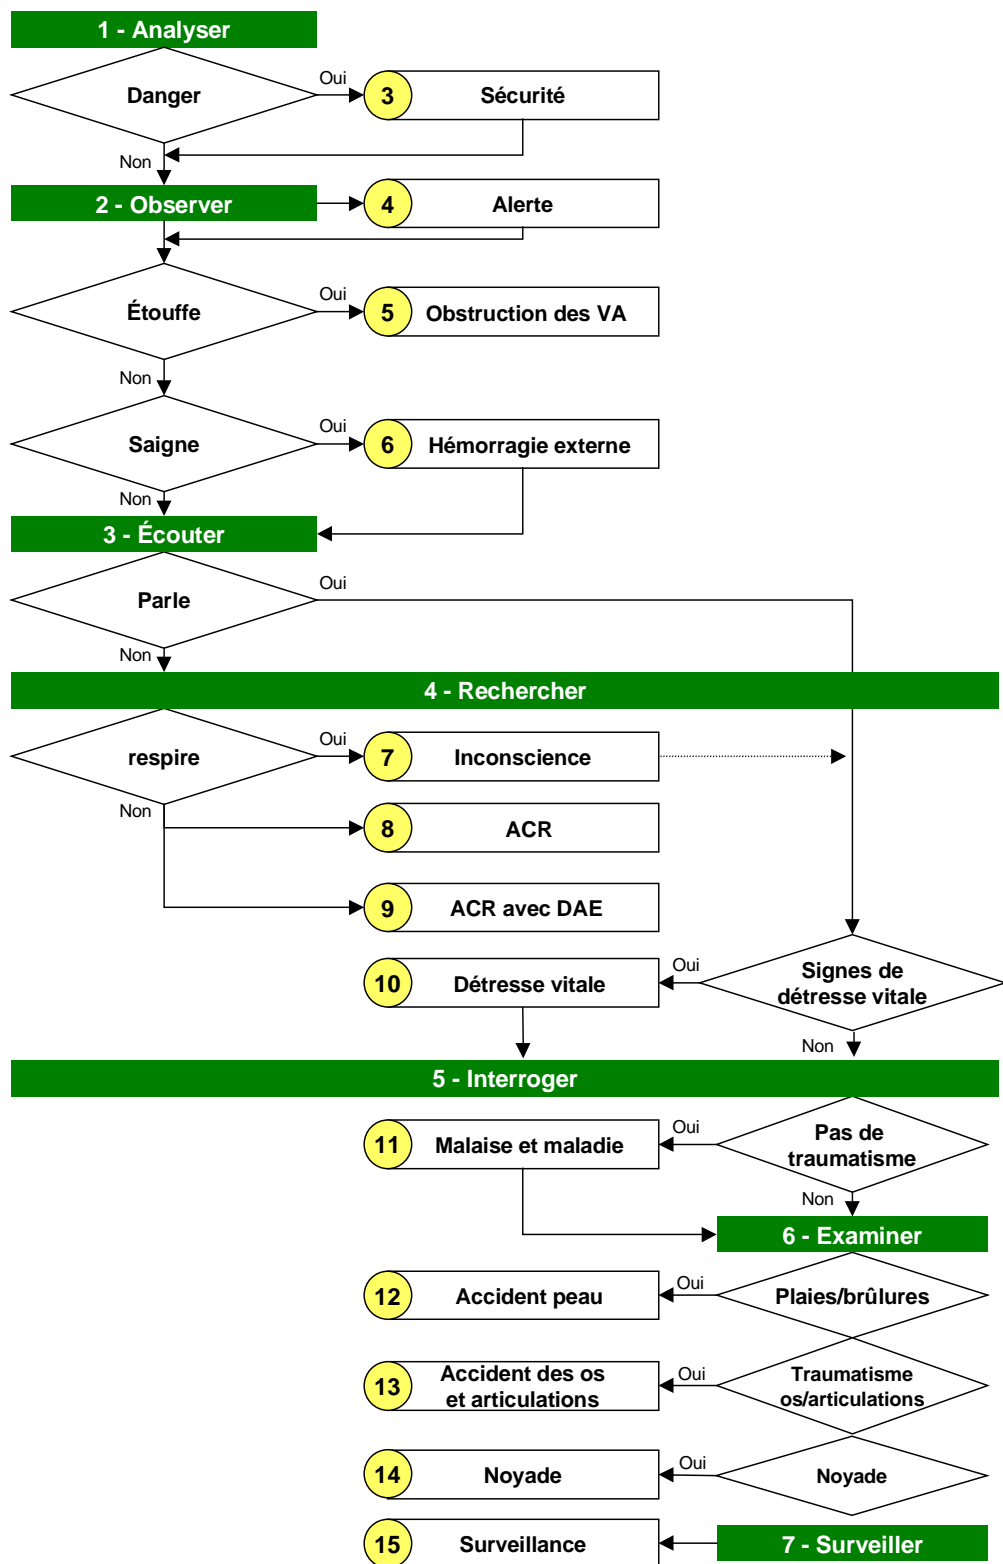 1 - Analyser
Danger
Oui
3
Sécurité
Non
2 - Observer
4
Alerte
Étouffe
Oui
5
Obstruction des VA
Non
Saigne
Oui
6
Hémorragie externe
Non
3 - Écouter
Parle
Oui
Non
4 - Rechercher
respire
Oui
7
Inconscience
Non
8
ACR
9
ACR avec DAE
10
Détresse vitale
Oui
Signes de
détresse vitale
Non
5 - Interroger
11
Malaise et maladie
Oui
Pas de
traumatisme
Non
6 - Examiner
12
Accident peau
Oui
Plaies/brûlures
13
Accident des os
et articulations
Oui
Traumatisme
os/articulations
14
Noyade
Oui
Noyade
15
Surveillance
7 - Surveiller